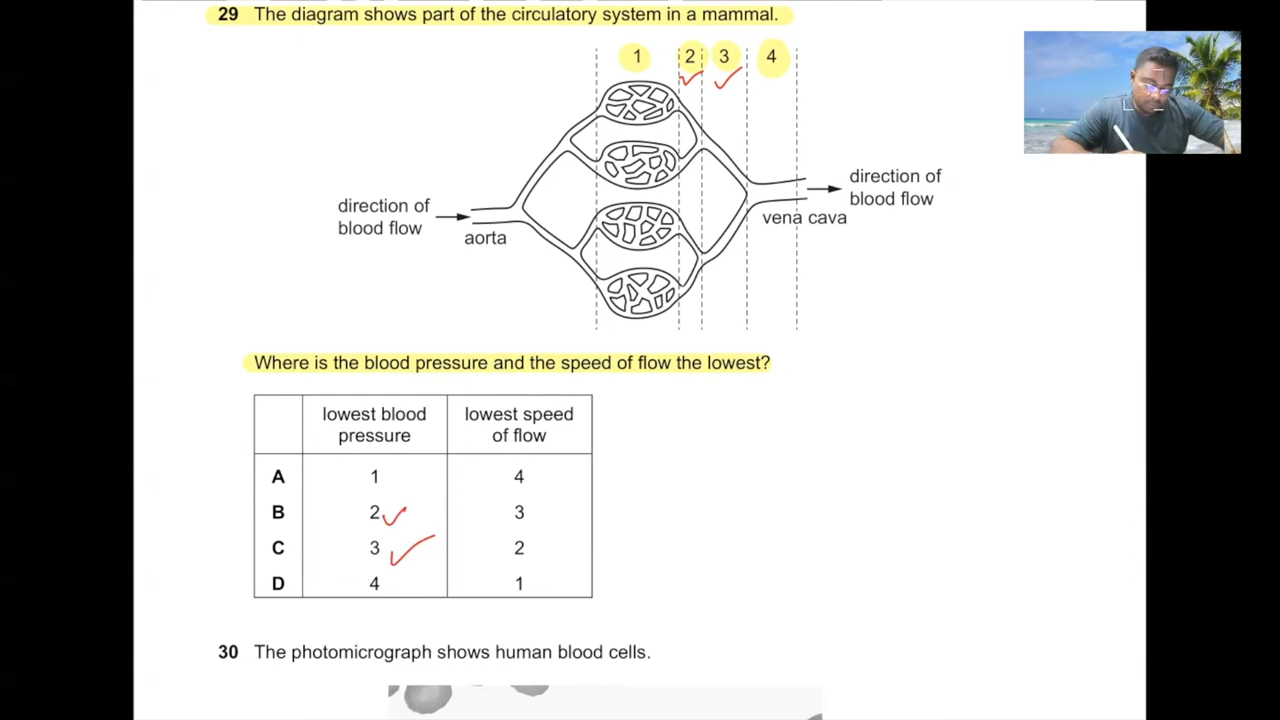 29 The diagram shows part of the circulatory system in a mammal.
1 2 3 4
direction of
blood flow
aorta
direction of
blood flow
vena cava
Where is the blood pressure and the speed of flow the lowest?
lowest blood
pressure
lowest speed
of flow
A 1 4
B 2 3
C 3 2
D 4 1
30 The photomicrograph shows human blood cells.